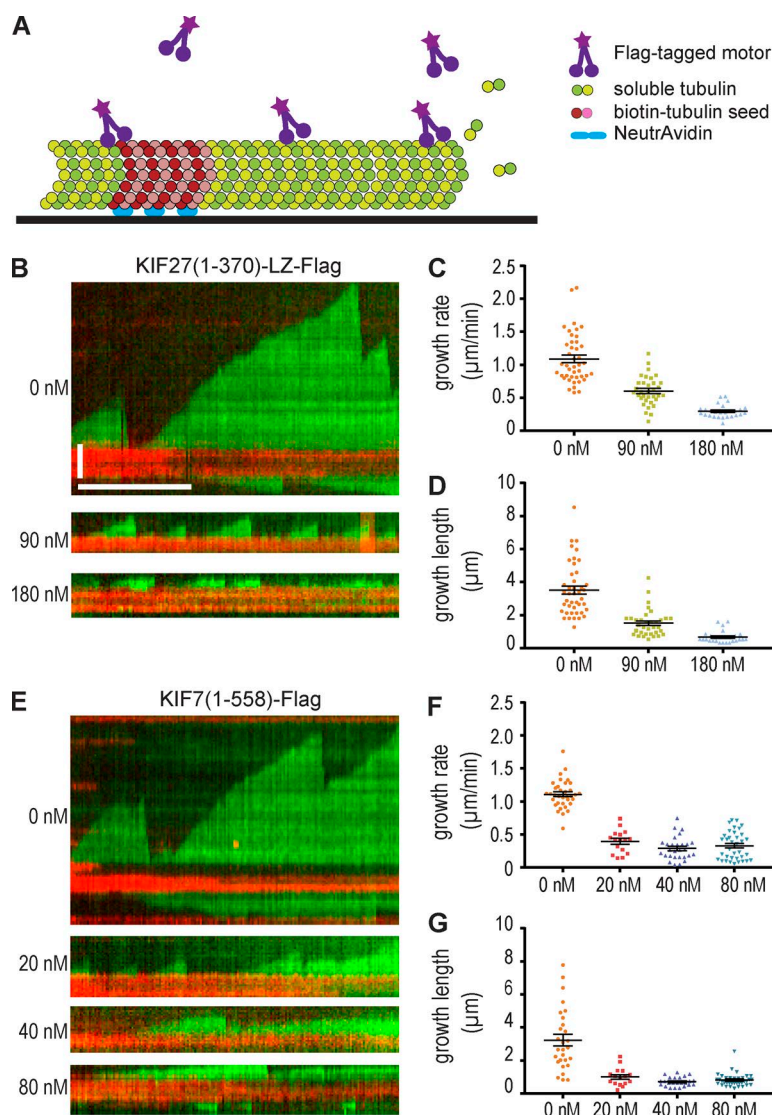 A
Flag-tagged motor
soluble tubulin
biotin-tubulin seed
NeutrAvidin
B
KIF27(1-370)-LZ-Flag
0 nM
90 nM
180 nM
C
growth rate
(μm/min)
2.5
2.0
1.5
1.0
0.5
0
0 nM 90 nM 180 nM
D
growth length
(μm)
10
8
6
4
2
0
0 nM 90 nM 180 nM
E
KIF7(1-558)-Flag
0 nM
20 nM
40 nM
80 nM
F
growth rate
(μm/min)
2.5
2.0
1.5
1.0
0.5
0
0 nM 20 nM 40 nM 80 nM
G
growth length
(μm)
10
8
6
4
2
0
0 nM 20 nM 40 nM 80 nM